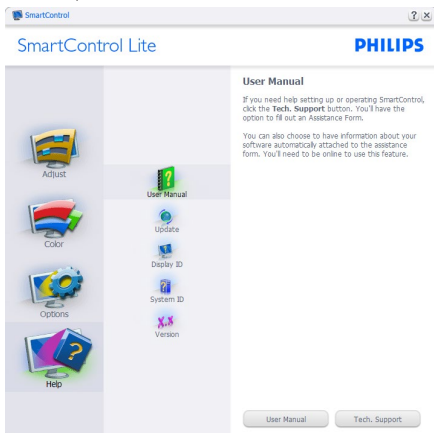 SmartControl
? X
SmartControl Lite
PHILIPS
Adjust
Color
Options
Help
User Manual
Update
Display ID
System ID
X.X
Version
User Manual
If you need help setting up or operating SmartControl,
click the Tech. Support button. You'll have the
option to fill out an Assistance Form.
You can also choose to have information about your
software automatically attached to the assistance
form. You'll need to be online to use this feature.
User Manual
Tech. Support